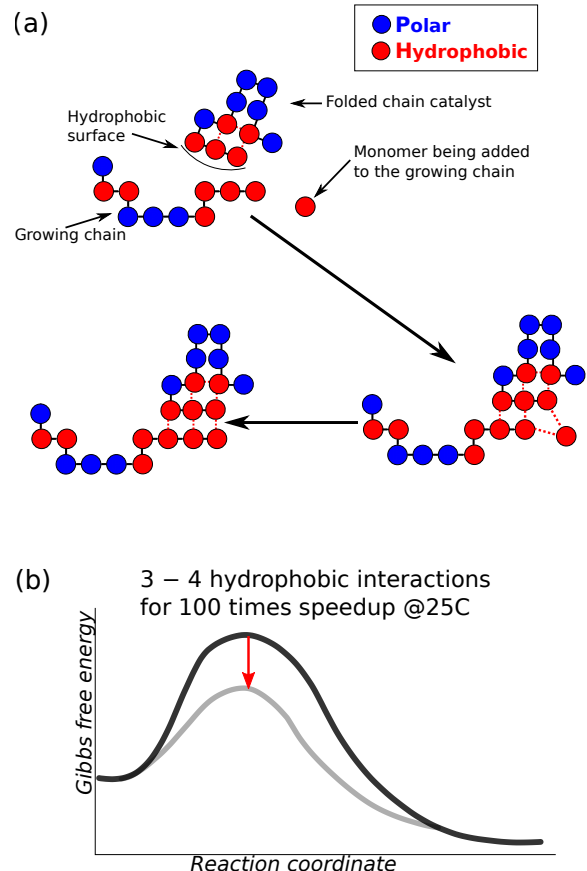 (a)
Polar
Hydrophobic
Hydrophobic
surface
Folded chain catalyst
Monomer being added
to the growing chain
Growing chain
(b)
3 − 4 hydrophobic interactions
for 100 times speedup @25C
Gibbs free energy
Reaction coordinate